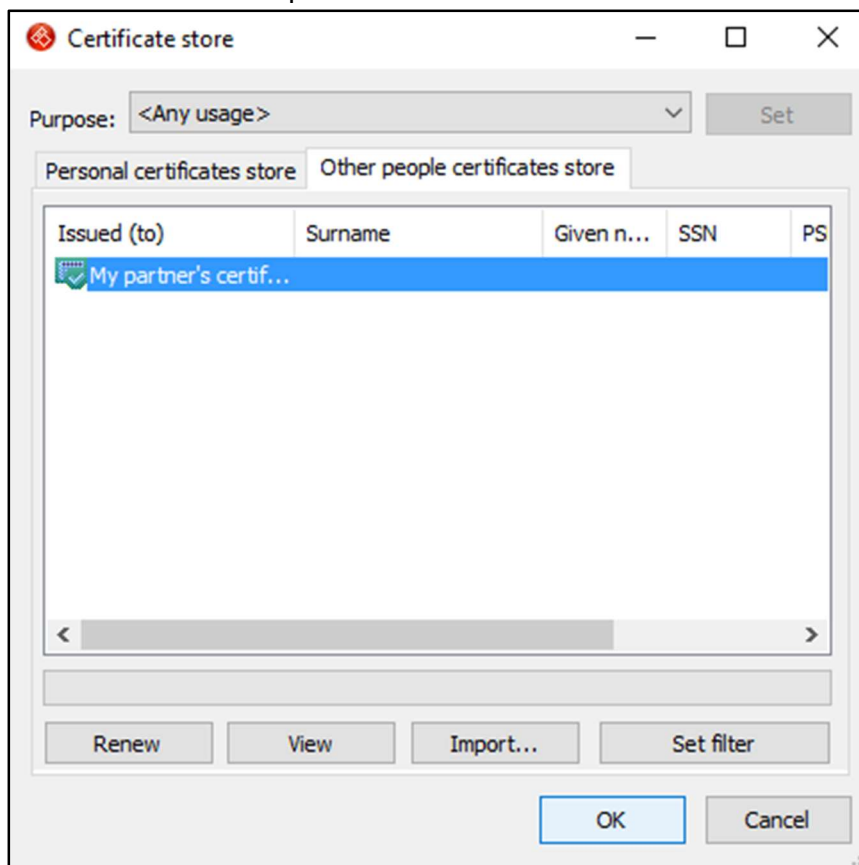 Certificate store
Purpose: <Any usage> Set
Personal certificates store Other people certificates store
Issued (to) Surname Given n... SSN PS
My partner's certif...
Renew View Import... Set filter
OK Cancel